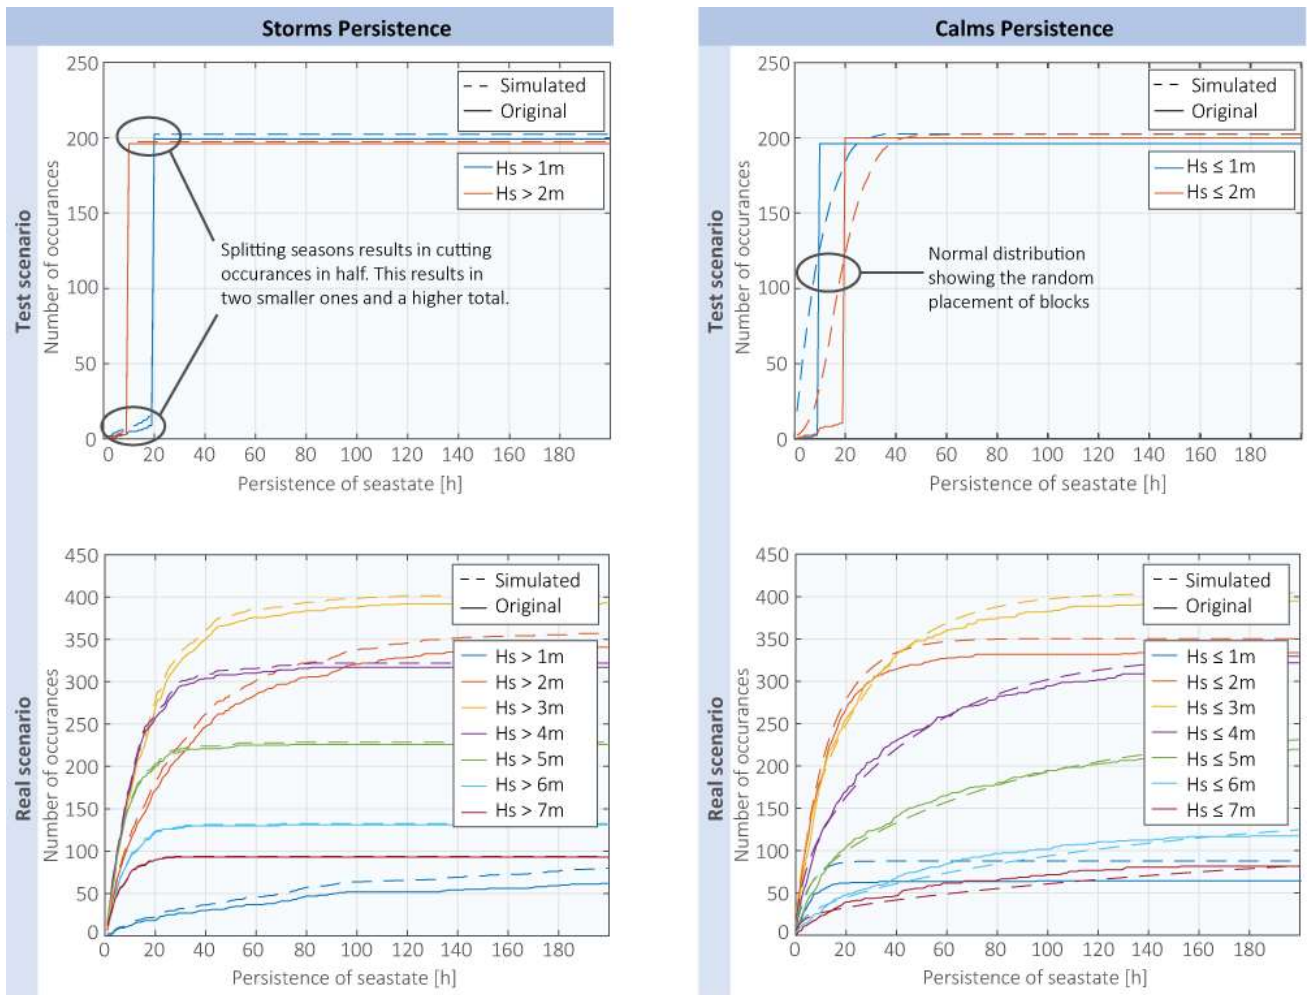 Storms Persistence
Test scenario
Number of occurances
250
200
150
100
50
0
0 20 40 60 80 100 120 140 160 180
Persistence of seastate [h]
Simulated
Original
Hs > 1m
Hs > 2m
Splitting seasons results in cutting
occurances in half. This results in
two smaller ones and a higher total.
Calms Persistence
Test scenario
Number of occurances
250
200
150
100
50
0
0 20 40 60 80 100 120 140 160 180
Persistence of seastate [h]
Simulated
Original
Hs ≤ 1m
Hs ≤ 2m
Normal distribution
showing the random
placement of blocks
Real scenario
Number of occurances
450
400
350
300
250
200
150
100
50
0
0 20 40 60 80 100 120 140 160 180
Persistence of seastate [h]
Simulated
Original
Hs > 1m
Hs > 2m
Hs > 3m
Hs > 4m
Hs > 5m
Hs > 6m
Hs > 7m
Real scenario
Number of occurances
450
400
350
300
250
200
150
100
50
0
0 20 40 60 80 100 120 140 160 180
Persistence of seastate [h]
Simulated
Original
Hs ≤ 1m
Hs ≤ 2m
Hs ≤ 3m
Hs ≤ 4m
Hs ≤ 5m
Hs ≤ 6m
Hs ≤ 7m